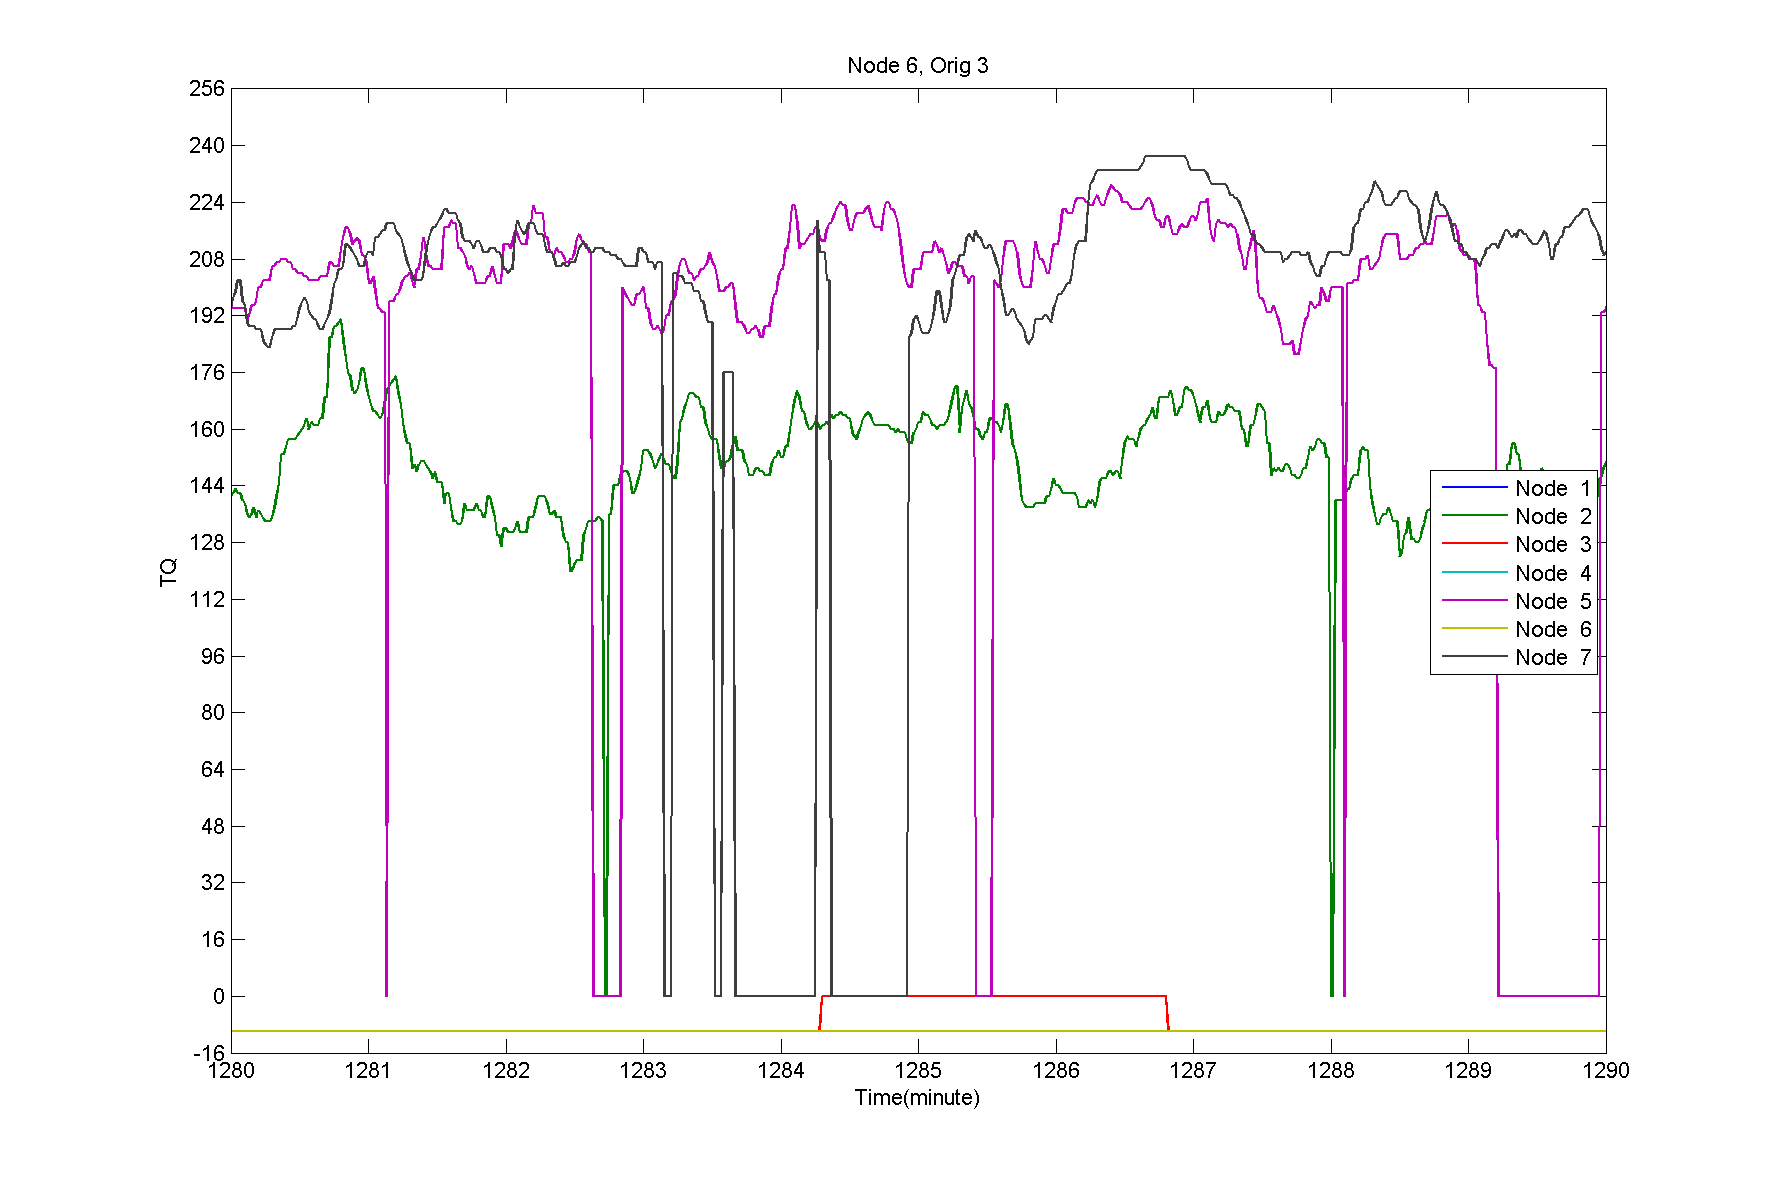 Node 6, Orig 3
256
240
224
208
192
176
160
144
128
112
96
80
64
48
32
16
0
-16
TQ
1280 1281 1282 1283 1284 1285 1286 1287 1288 1289 1290
Time(minute)
Node 1
Node 2
Node 3
Node 4
Node 5
Node 6
Node 7